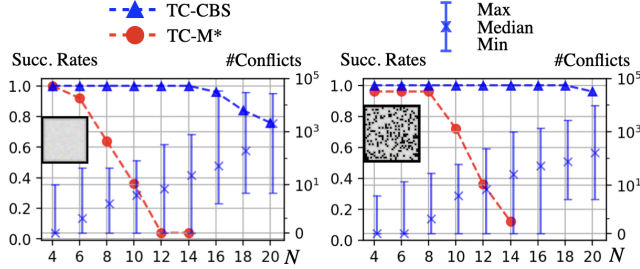 TC-CBS
TC-M*
Max
Median
Min
Succ. Rates #Conflicts
1.0 0.8 0.6 0.4 0.2 0.0
10^5 10^3 10^1 0
4 6 8 10 12 14 16 18 20 N
Succ. Rates #Conflicts
1.0 0.8 0.6 0.4 0.2 0.0
10^5 10^3 10^1 0
4 6 8 10 12 14 16 18 20 N